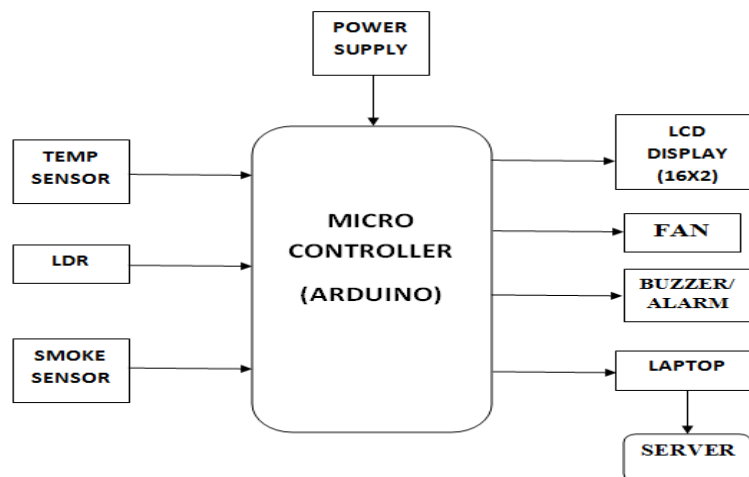 POWER
SUPPLY
TEMP
SENSOR
LDR
SMOKE
SENSOR
MICRO
CONTROLLER
(ARDUINO)
LCD
DISPLAY
(16X2)
FAN
BUZZER/
ALARM
LAPTOP
SERVER